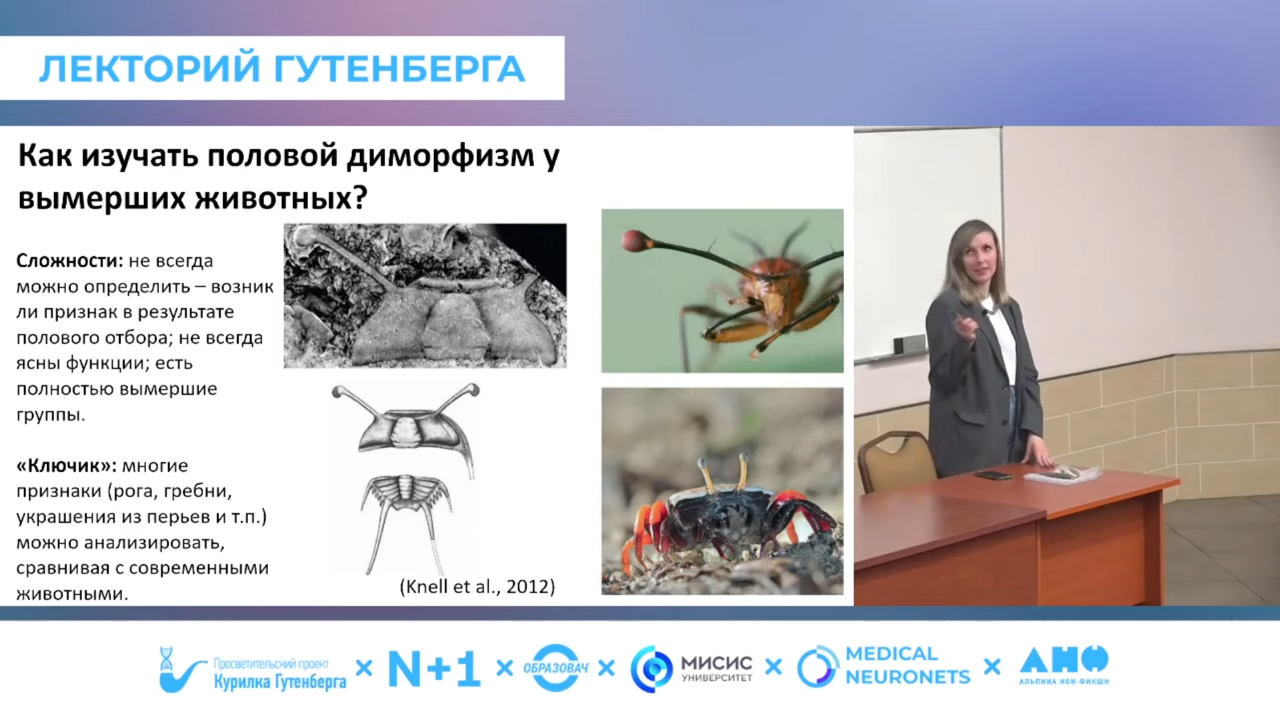 ЛЕКТОРИЙ ГУТЕНБЕРГА
Как изучать половой диморфизм у
вымерших животных?
Сложности: не всегда
можно определить – возник
ли признак в результате
полового отбора; не всегда
ясны функции; есть
полностью вымершие
группы.
«Ключик»: многие
признаки (рога, гребни,
украшения из перьев и т.п.)
можно анализировать,
сравнивая с современными
животными.
(Knell et al., 2012)
Просветительский проект
Курилка Гутенберга
×
N+1
×
ОБРАЗОВАЧ
×
МИСИС
УНИВЕРСИТЕТ
×
MEDICAL
NEURONETS
×
АНФ
АЛЬПИНА НОН-ФИКШН